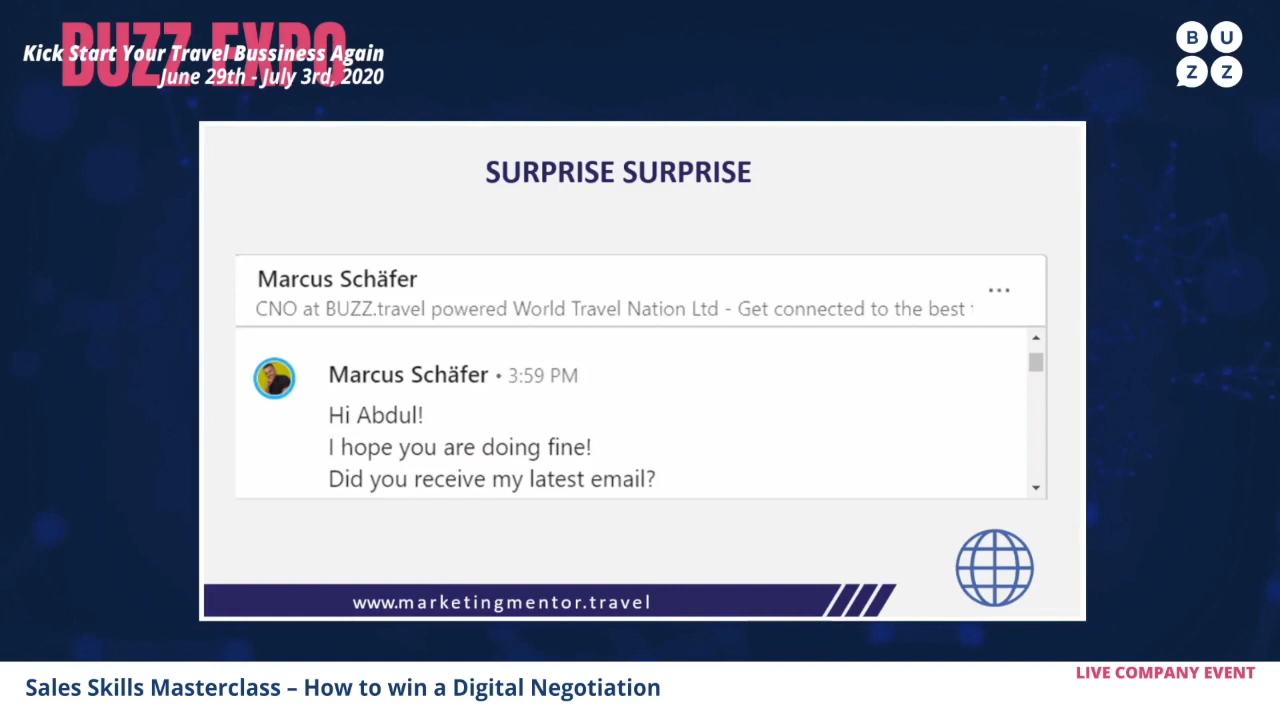 BUZZ EXPO
Kick Start Your Travel Bussiness Again
June 29th - July 3rd, 2020
B U
Z Z
SURPRISE SURPRISE
Marcus Schäfer
...
CNO at BUZZ.travel powered World Travel Nation Ltd - Get connected to the best
Marcus Schäfer • 3:59 PM
Hi Abdul!
I hope you are doing fine!
Did you receive my latest email?
www.marketingmentor.travel
LIVE COMPANY EVENT
Sales Skills Masterclass – How to win a Digital Negotiation